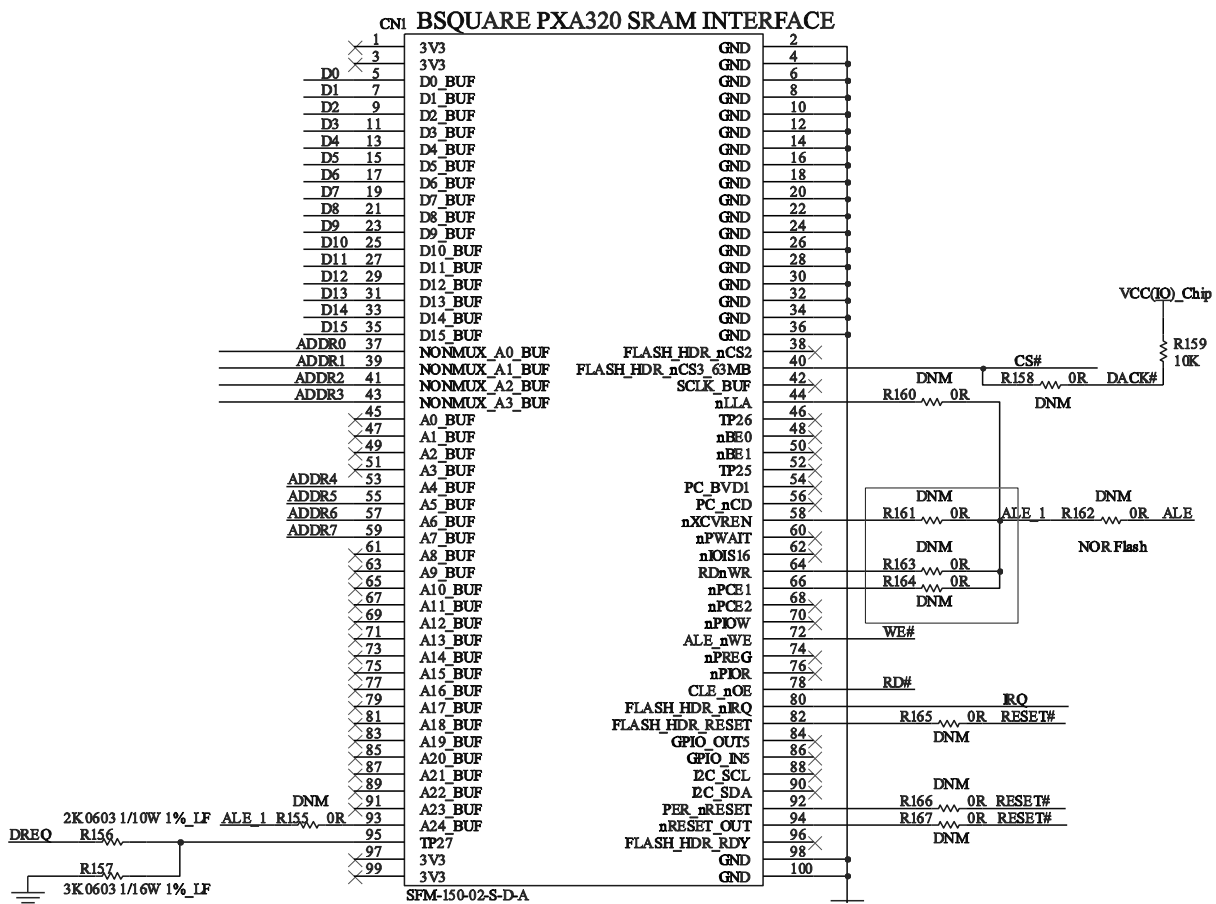 CN1 BSQUARE PXA320 SRAM INTERFACE
1 3V3 GND 2
3 3V3 GND 4
D0 5 D0_BUF GND 6
D1 7 D1_BUF GND 8
D2 9 D2_BUF GND 10
D3 11 D3_BUF GND 12
D4 13 D4_BUF GND 14
D5 15 D5_BUF GND 16
D6 17 D6_BUF GND 18
D7 19 D7_BUF GND 20
D8 21 D8_BUF GND 22
D9 23 D9_BUF GND 24
D10 25 D10_BUF GND 26
D11 27 D11_BUF GND 28
D12 29 D12_BUF GND 30
D13 31 D13_BUF GND 32
VCC(IO)_Chip
D14 33 D14_BUF GND 34
D15 35 D15_BUF GND 36
ADDR0 37 NONMUX_A0_BUF FLASH_HDR_nCS2 38
R159
10K
ADDR1 39 NONMUX_A1_BUF FLASH_HDR_nCS3_63MB 40 CS#
ADDR2 41 NONMUX_A2_BUF SCLK_BUF 42 DNM R158 0R DACK#
ADDR3 43 NONMUX_A3_BUF nLLA 44 R160 0R DNM
45 A0_BUF TP26 46
47 A1_BUF nBE0 48
49 A2_BUF nBE1 50
51 A3_BUF TP25 52
ADDR4 53 A4_BUF PC_BVD1 54
ADDR5 55 A5_BUF PC_nCD 56 DNM DNM
ADDR6 57 A6_BUF nXCVREN 58 R161 0R ALE_1 R162 0R ALE
ADDR7 59 A7_BUF nPWAIT 60
61 A8_BUF nIOIS16 62 DNM NOR Flash
63 A9_BUF RDnWR 64 R163 0R
65 A10_BUF nPCE1 66 R164 0R
67 A11_BUF nPCE2 68 DNM
69 A12_BUF nPIOW 70
71 A13_BUF ALE_nWE 72 WE#
73 A14_BUF nPREG 74
75 A15_BUF nPIOR 76
77 A16_BUF CLE_nOE 78 RD#
79 A17_BUF FLASH_HDR_nIRQ 80 IRQ
81 A18_BUF FLASH_HDR_RESET 82 R165 0R RESET#
83 A19_BUF GPIO_OUT5 84 DNM
85 A20_BUF GPIO_IN5 86
87 A21_BUF I2C_SCL 88
89 A22_BUF I2C_SDA 90 DNM
DNM 91 A23_BUF PER_nRESET 92 R166 0R RESET#
2K 0603 1/10W 1%_LF ALE_1 R155 0R 93 A24_BUF nRESET_OUT 94 R167 0R RESET#
DREQ R156 95 TP27 FLASH_HDR_RDY 96 DNM
97 3V3 GND 98
R157 99 3V3 GND 100
3K 0603 1/16W 1%_LF
SFM-150-02-S-D-A